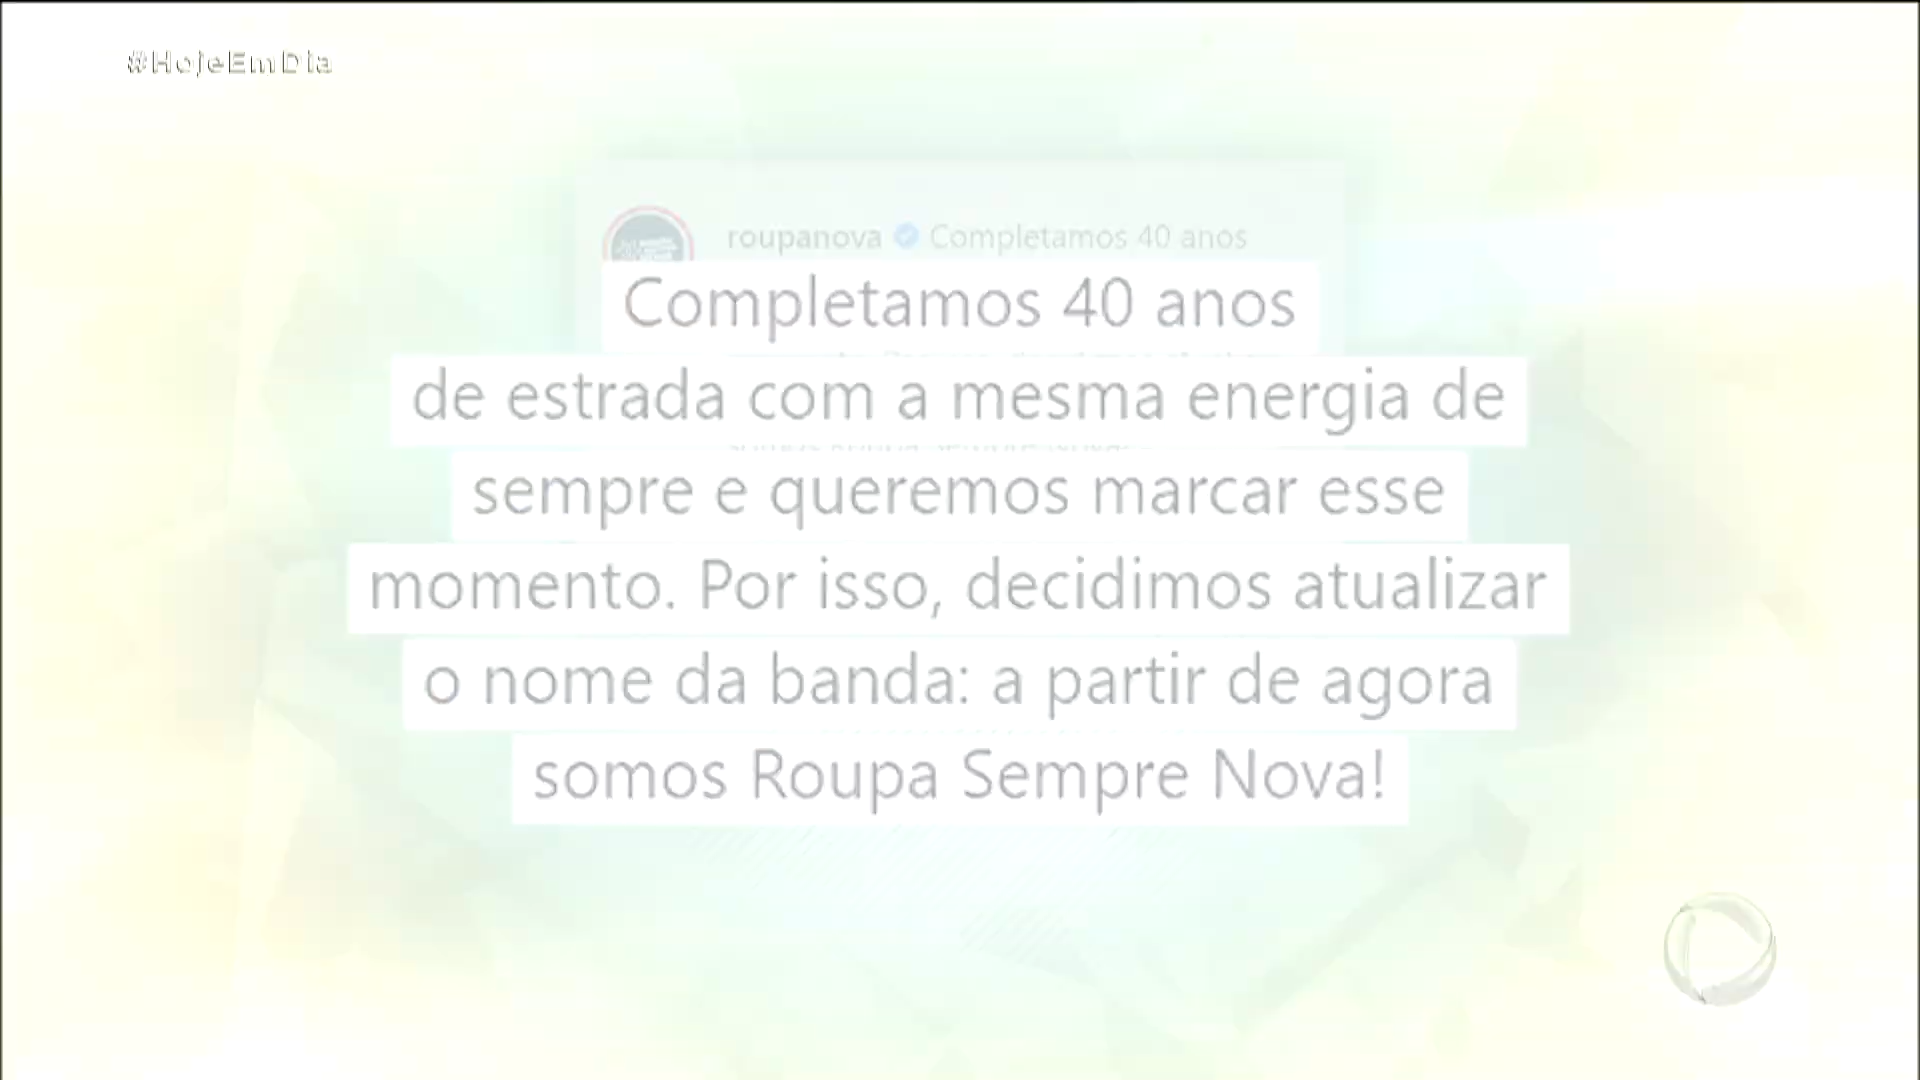 #HojeEmDia
roupanova Completamos 40 anos
Completamos 40 anos
de estrada com a mesma energia de
sempre e queremos marcar esse
momento. Por isso, decidimos atualizar
o nome da banda: a partir de agora
somos Roupa Sempre Nova!